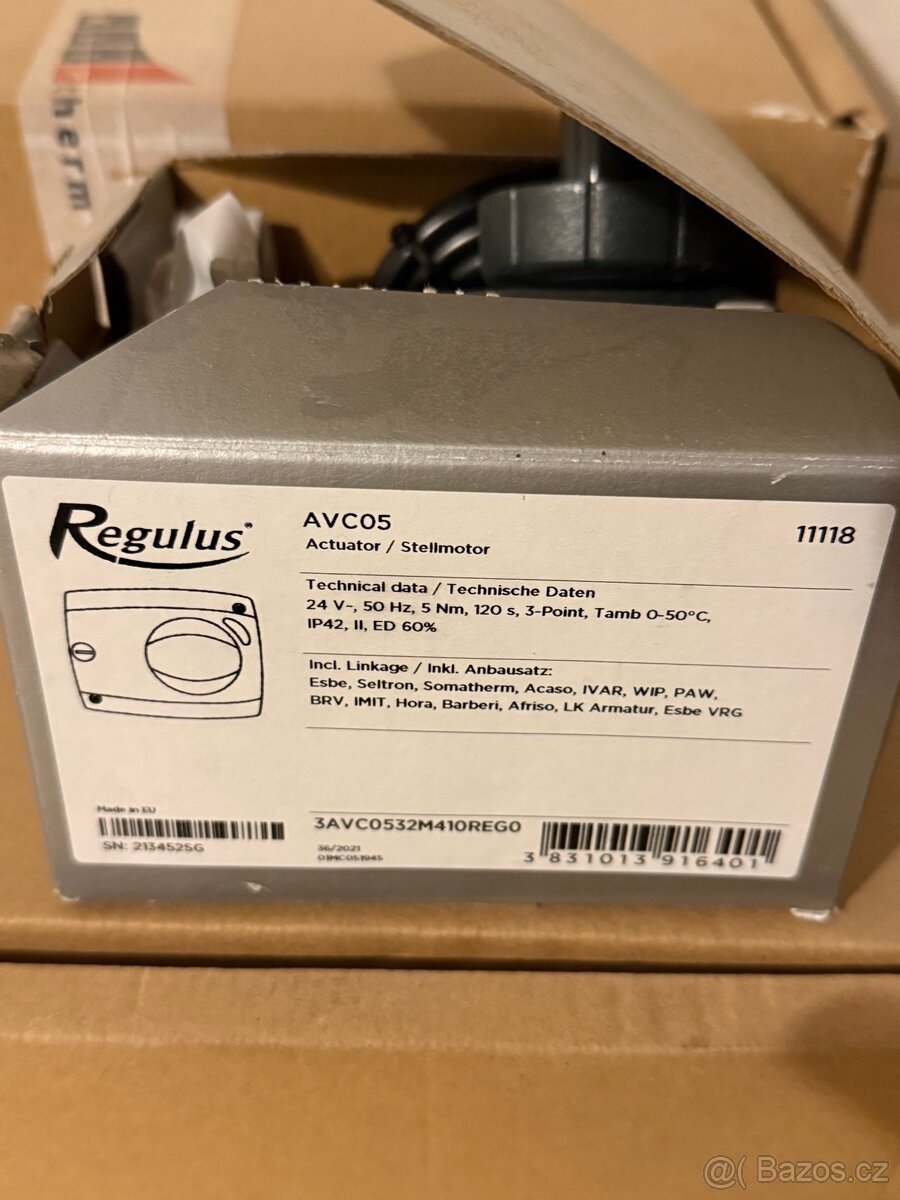 therm
Regulus®
AVC05
Actuator / Stellmotor
11118
Technical data / Technische Daten
24 V~, 50 Hz, 5 Nm, 120 s, 3-Point, Tamb 0-50°C,
IP42, II, ED 60%
Incl. Linkage / Inkl. Anbausatz:
Esbe, Seltron, Somatherm, Acaso, IVAR, WIP, PAW,
BRV, IMIT, Hora, Barberi, Afriso, LK Armatur, Esbe VRG
Made in EU
SN: 213452SG
3AVC0532M410REG0
36/2021
01MC051945
3 831013 916401
@( Bazos.cz